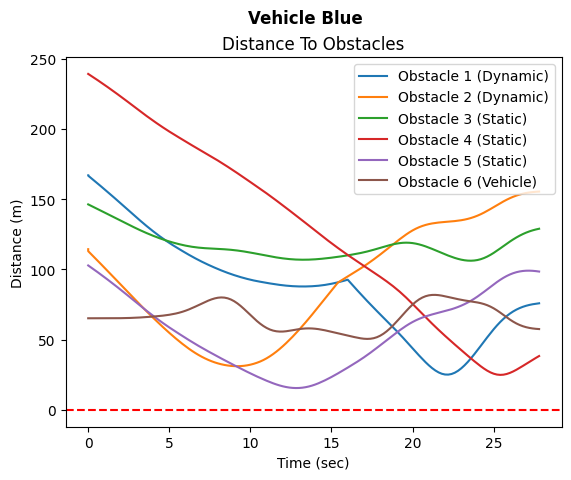 Vehicle Blue
Distance To Obstacles
Distance (m)
250
200
150
100
50
0
Obstacle 1 (Dynamic)
Obstacle 2 (Dynamic)
Obstacle 3 (Static)
Obstacle 4 (Static)
Obstacle 5 (Static)
Obstacle 6 (Vehicle)
0 5 10 15 20 25
Time (sec)